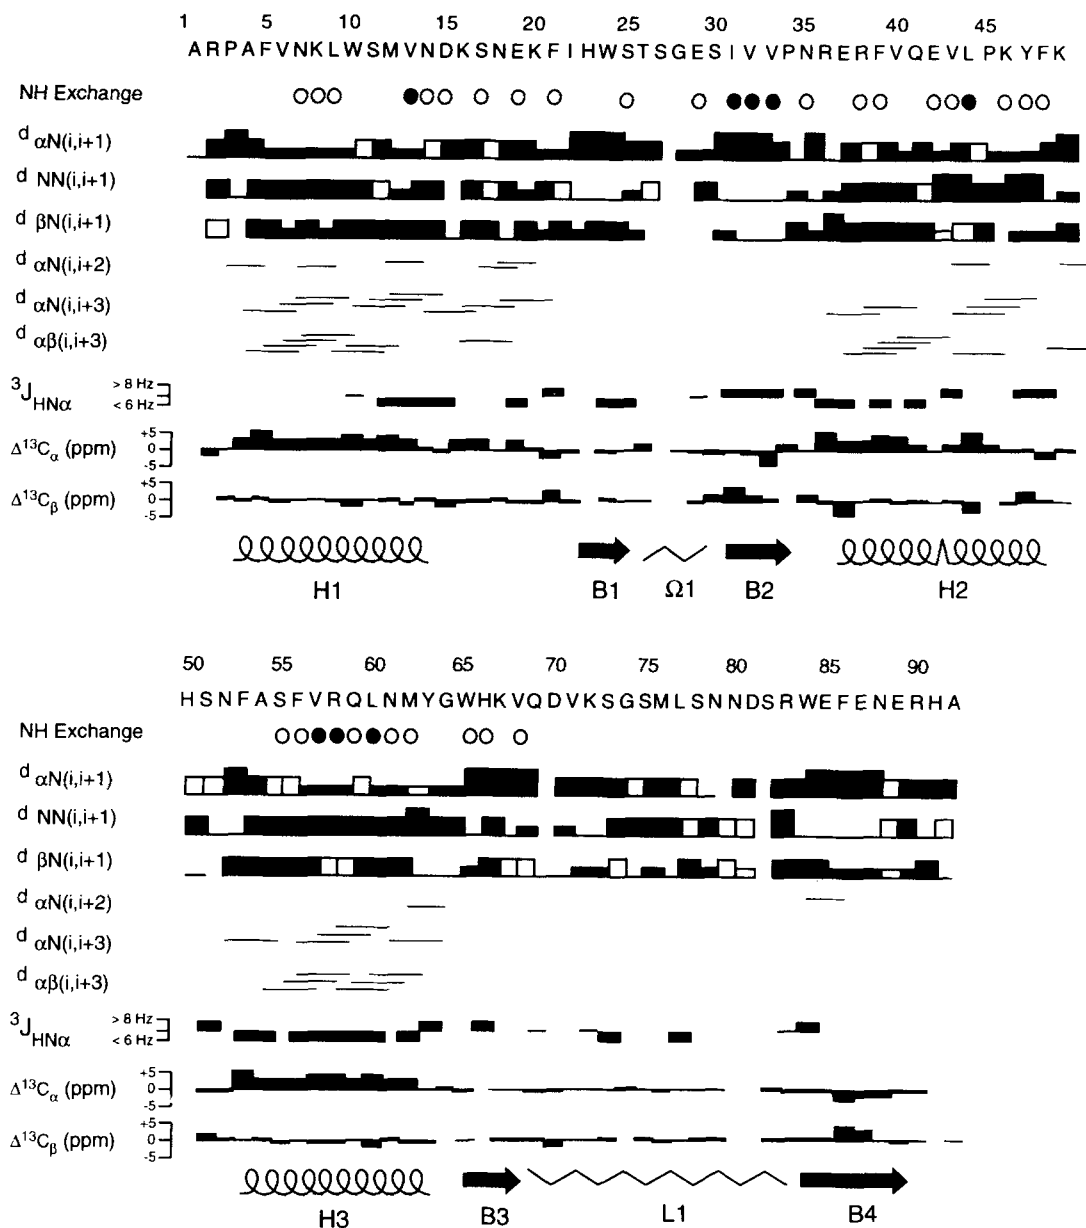 1 5 10 15 20 25 30 35 40 45
A R P A F V N K L W S M V N D K S N E K F I H W S T S G E S I V V P N R E R F V Q E V L P K Y F K
NH Exchange
d αN(i,i+1)
d NN(i,i+1)
d βN(i,i+1)
d αN(i,i+2)
d αN(i,i+3)
d αβ(i,i+3)
³J HNα > 8 Hz < 6 Hz
Δ¹³Cα (ppm) +5 0 -5
Δ¹³Cβ (ppm) +5 0 -5
H1 B1 Ω1 B2 H2
50 55 60 65 70 75 80 85 90
H S N F A S F V R Q L N M Y G W H K V Q D V K S G S M L S N N D S R W E F E N E R H A
NH Exchange
d αN(i,i+1)
d NN(i,i+1)
d βN(i,i+1)
d αN(i,i+2)
d αN(i,i+3)
d αβ(i,i+3)
³J HNα > 8 Hz < 6 Hz
Δ¹³Cα (ppm) +5 0 -5
Δ¹³Cβ (ppm) +5 0 -5
H3 B3 L1 B4